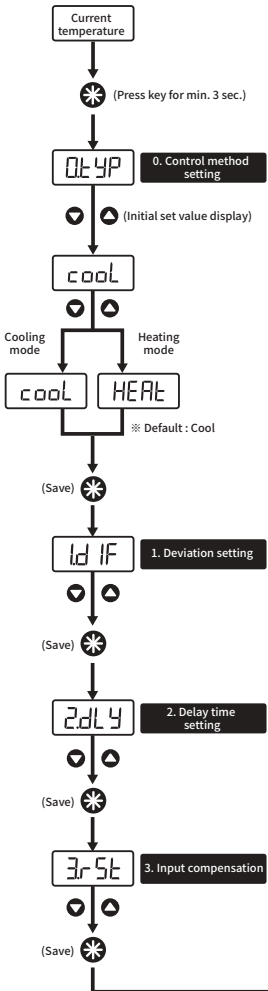 Current
temperature
(Press key for min. 3 sec.)
0.tYP
0. Control method
setting
(Initial set value display)
cooL
Cooling
mode
Heating
mode
cooL
HEAt
※ Default : Cool
(Save)
1.dIF
1. Deviation setting
(Save)
2.dLY
2. Delay time
setting
(Save)
3.rSt
3. Input compensation
(Save)